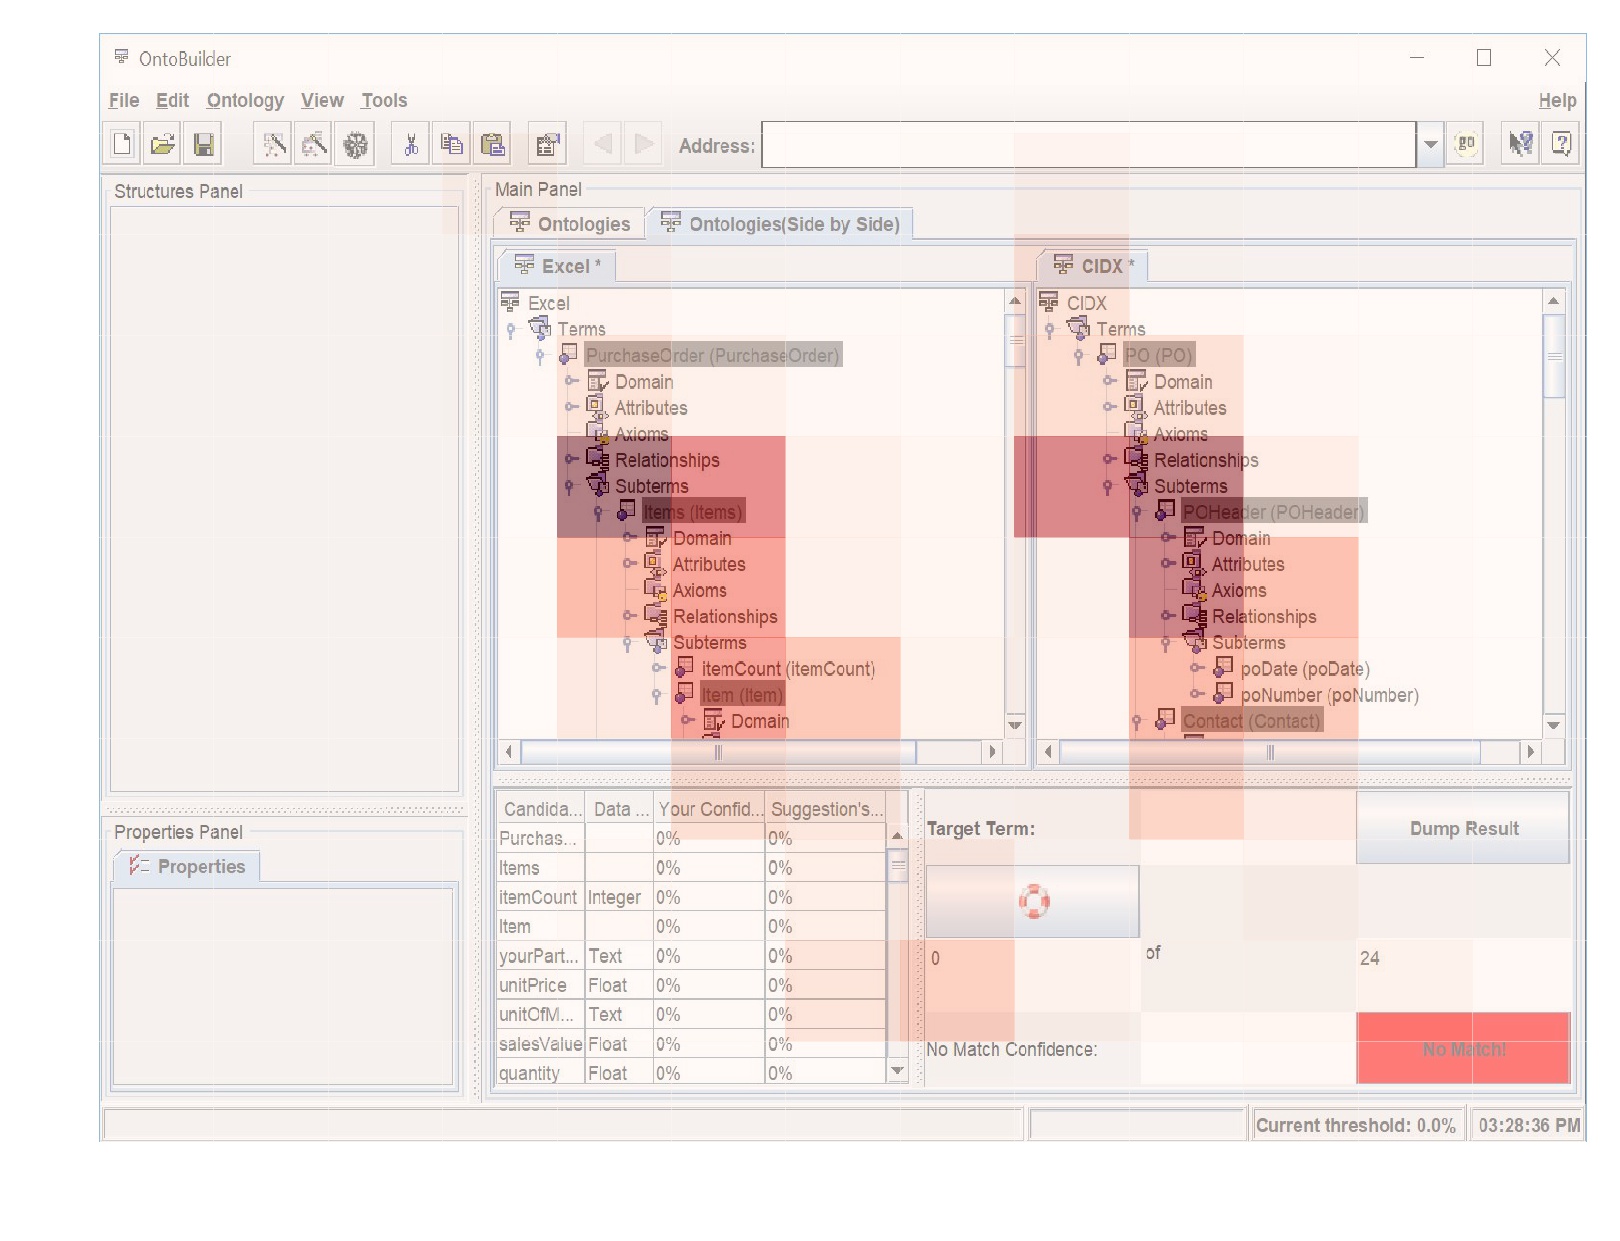 OntoBuilder
File Edit Ontology View Tools Help
Address: go
Structures Panel
Main Panel
Ontologies Ontologies(Side by Side)
Excel *
Excel
Terms
PurchaseOrder (PurchaseOrder)
Domain
Attributes
Axioms
Relationships
Subterms
Items (Items)
Domain
Attributes
Axioms
Relationships
Subterms
itemCount (itemCount)
Item (Item)
Domain
CIDX *
CIDX
Terms
PO (PO)
Domain
Attributes
Axioms
Relationships
Subterms
POHeader (POHeader)
Domain
Attributes
Axioms
Relationships
Subterms
poDate (poDate)
poNumber (poNumber)
Contact (Contact)
Properties Panel
Properties
Candida... Data ... Your Confid... Suggestion's...
Purchas... 0% 0%
Items 0% 0%
itemCount Integer 0% 0%
Item 0% 0%
yourPart... Text 0% 0%
unitPrice Float 0% 0%
unitOfM... Text 0% 0%
salesValue Float 0% 0%
quantity Float 0% 0%
Target Term: Dump Result
0 of 24
No Match Confidence: No Match!
Current threshold: 0.0% 03:28:36 PM